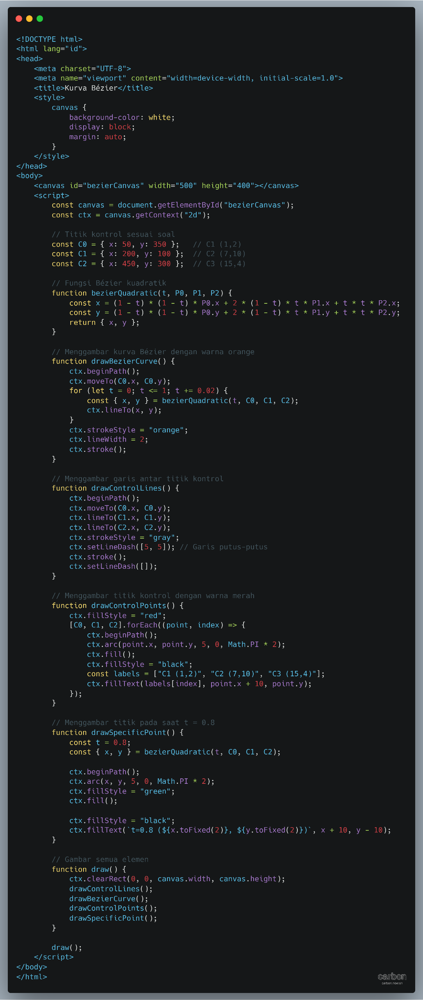 <!DOCTYPE html>
<html lang="id">
<head>
    <meta charset="UTF-8">
    <meta name="viewport" content="width=device-width, initial-scale=1.0">
    <title>Kurva Bézier</title>
    <style>
        canvas {
            background-color: white;
            display: block;
            margin: auto;
        }
    </style>
</head>
<body>
    <canvas id="bezierCanvas" width="500" height="400"></canvas>
    <script>
        const canvas = document.getElementById("bezierCanvas");
        const ctx = canvas.getContext("2d");

        // Titik kontrol sesuai soal
        const C0 = { x: 50, y: 350 };   // C1 (1,2)
        const C1 = { x: 200, y: 100 };  // C2 (7,10)
        const C2 = { x: 450, y: 300 };  // C3 (15,4)

        // Fungsi Bézier kuadratik
        function bezierQuadratic(t, P0, P1, P2) {
            const x = (1 - t) * (1 - t) * P0.x + 2 * (1 - t) * t * P1.x + t * t * P2.x;
            const y = (1 - t) * (1 - t) * P0.y + 2 * (1 - t) * t * P1.y + t * t * P2.y;
            return { x, y };
        }

        // Menggambar kurva Bézier dengan warna orange
        function drawBezierCurve() {
            ctx.beginPath();
            ctx.moveTo(C0.x, C0.y);
            for (let t = 0; t <= 1; t += 0.02) {
                const { x, y } = bezierQuadratic(t, C0, C1, C2);
                ctx.lineTo(x, y);
            }
            ctx.strokeStyle = "orange";
            ctx.lineWidth = 2;
            ctx.stroke();
        }

        // Menggambar garis antar titik kontrol
        function drawControlLines() {
            ctx.beginPath();
            ctx.moveTo(C0.x, C0.y);
            ctx.lineTo(C1.x, C1.y);
            ctx.lineTo(C2.x, C2.y);
            ctx.strokeStyle = "gray";
            ctx.setLineDash([5, 5]); // Garis putus-putus
            ctx.stroke();
            ctx.setLineDash([]);
        }

        // Menggambar titik kontrol dengan warna merah
        function drawControlPoints() {
            ctx.fillStyle = "red";
            [C0, C1, C2].forEach((point, index) => {
                ctx.beginPath();
                ctx.arc(point.x, point.y, 5, 0, Math.PI * 2);
                ctx.fill();
                ctx.fillStyle = "black";
                const labels = ["C1 (1,2)", "C2 (7,10)", "C3 (15,4)"];
                ctx.fillText(labels[index], point.x + 10, point.y);
            });
        }

        // Menggambar titik pada saat t = 0.8
        function drawSpecificPoint() {
            const t = 0.8;
            const { x, y } = bezierQuadratic(t, C0, C1, C2);

            ctx.beginPath();
            ctx.arc(x, y, 5, 0, Math.PI * 2);
            ctx.fillStyle = "green";
            ctx.fill();

            ctx.fillStyle = "black";
            ctx.fillText(`t=0.8 (${x.toFixed(2)}, ${y.toFixed(2)})`, x + 10, y - 10);
        }

        // Gambar semua elemen
        function draw() {
            ctx.clearRect(0, 0, canvas.width, canvas.height);
            drawControlLines();
            drawBezierCurve();
            drawControlPoints();
            drawSpecificPoint();
        }

        draw();
    </script>
</body>
</html>
carbon
carbon.now.sh